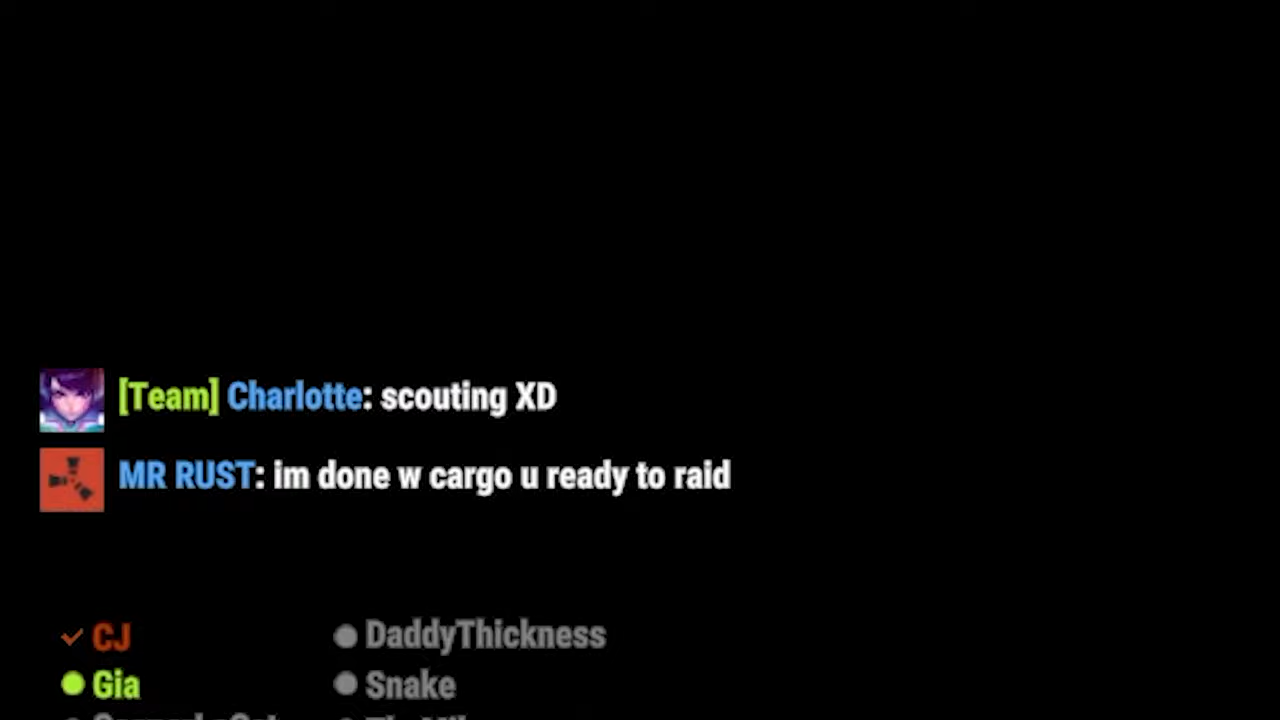 [Team] Charlotte: scouting XD
MR RUST: im done w cargo u ready to raid
CJ DaddyThickness
Gia Snake